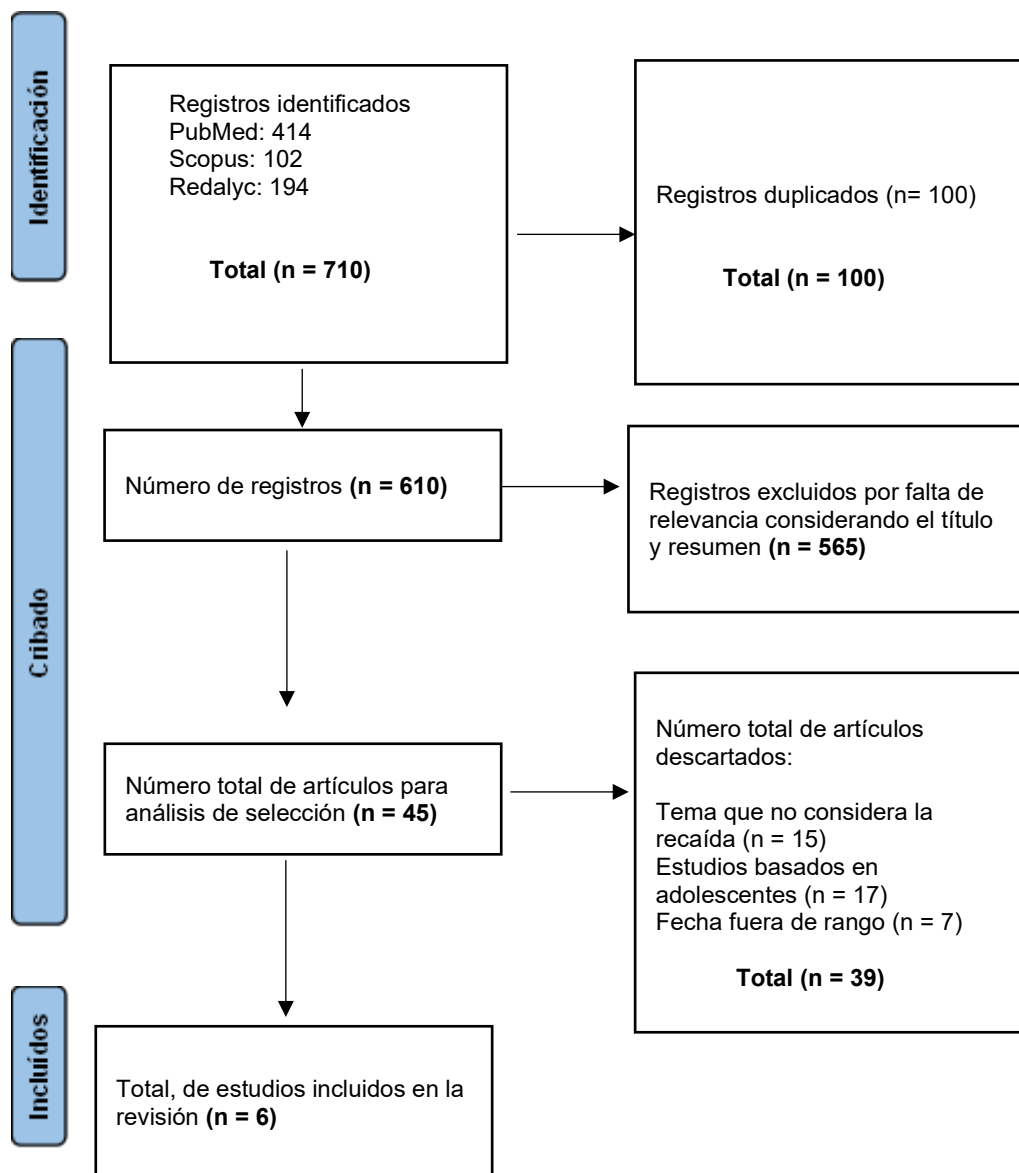 Identificación
Registros identificados
PubMed: 414
Scopus: 102
Redalyc: 194
Total (n = 710)
Registros duplicados (n= 100)
Total (n = 100)
Cribado
Número de registros (n = 610)
Registros excluidos por falta de
relevancia considerando el título
y resumen (n = 565)
Número total de artículos para
análisis de selección (n = 45)
Número total de artículos
descartados:
Tema que no considera la
recaída (n = 15)
Estudios basados en
adolescentes (n = 17)
Fecha fuera de rango (n = 7)
Total (n = 39)
Incluídos
Total, de estudios incluidos en la
revisión (n = 6)